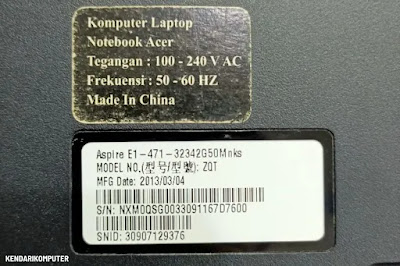 Komputer Laptop
Notebook Acer
Tegangan : 100 - 240 V AC
Frekuensi : 50 - 60 HZ
Made In China
Aspire E1-471-32342G50Mnks
MODEL NO.(型号/型號): ZQT
MFG Date: 2013/03/04
S/N: NXM0QSG0033091167D7600
SNID: 30907129376
KENDARIKOMPUTER